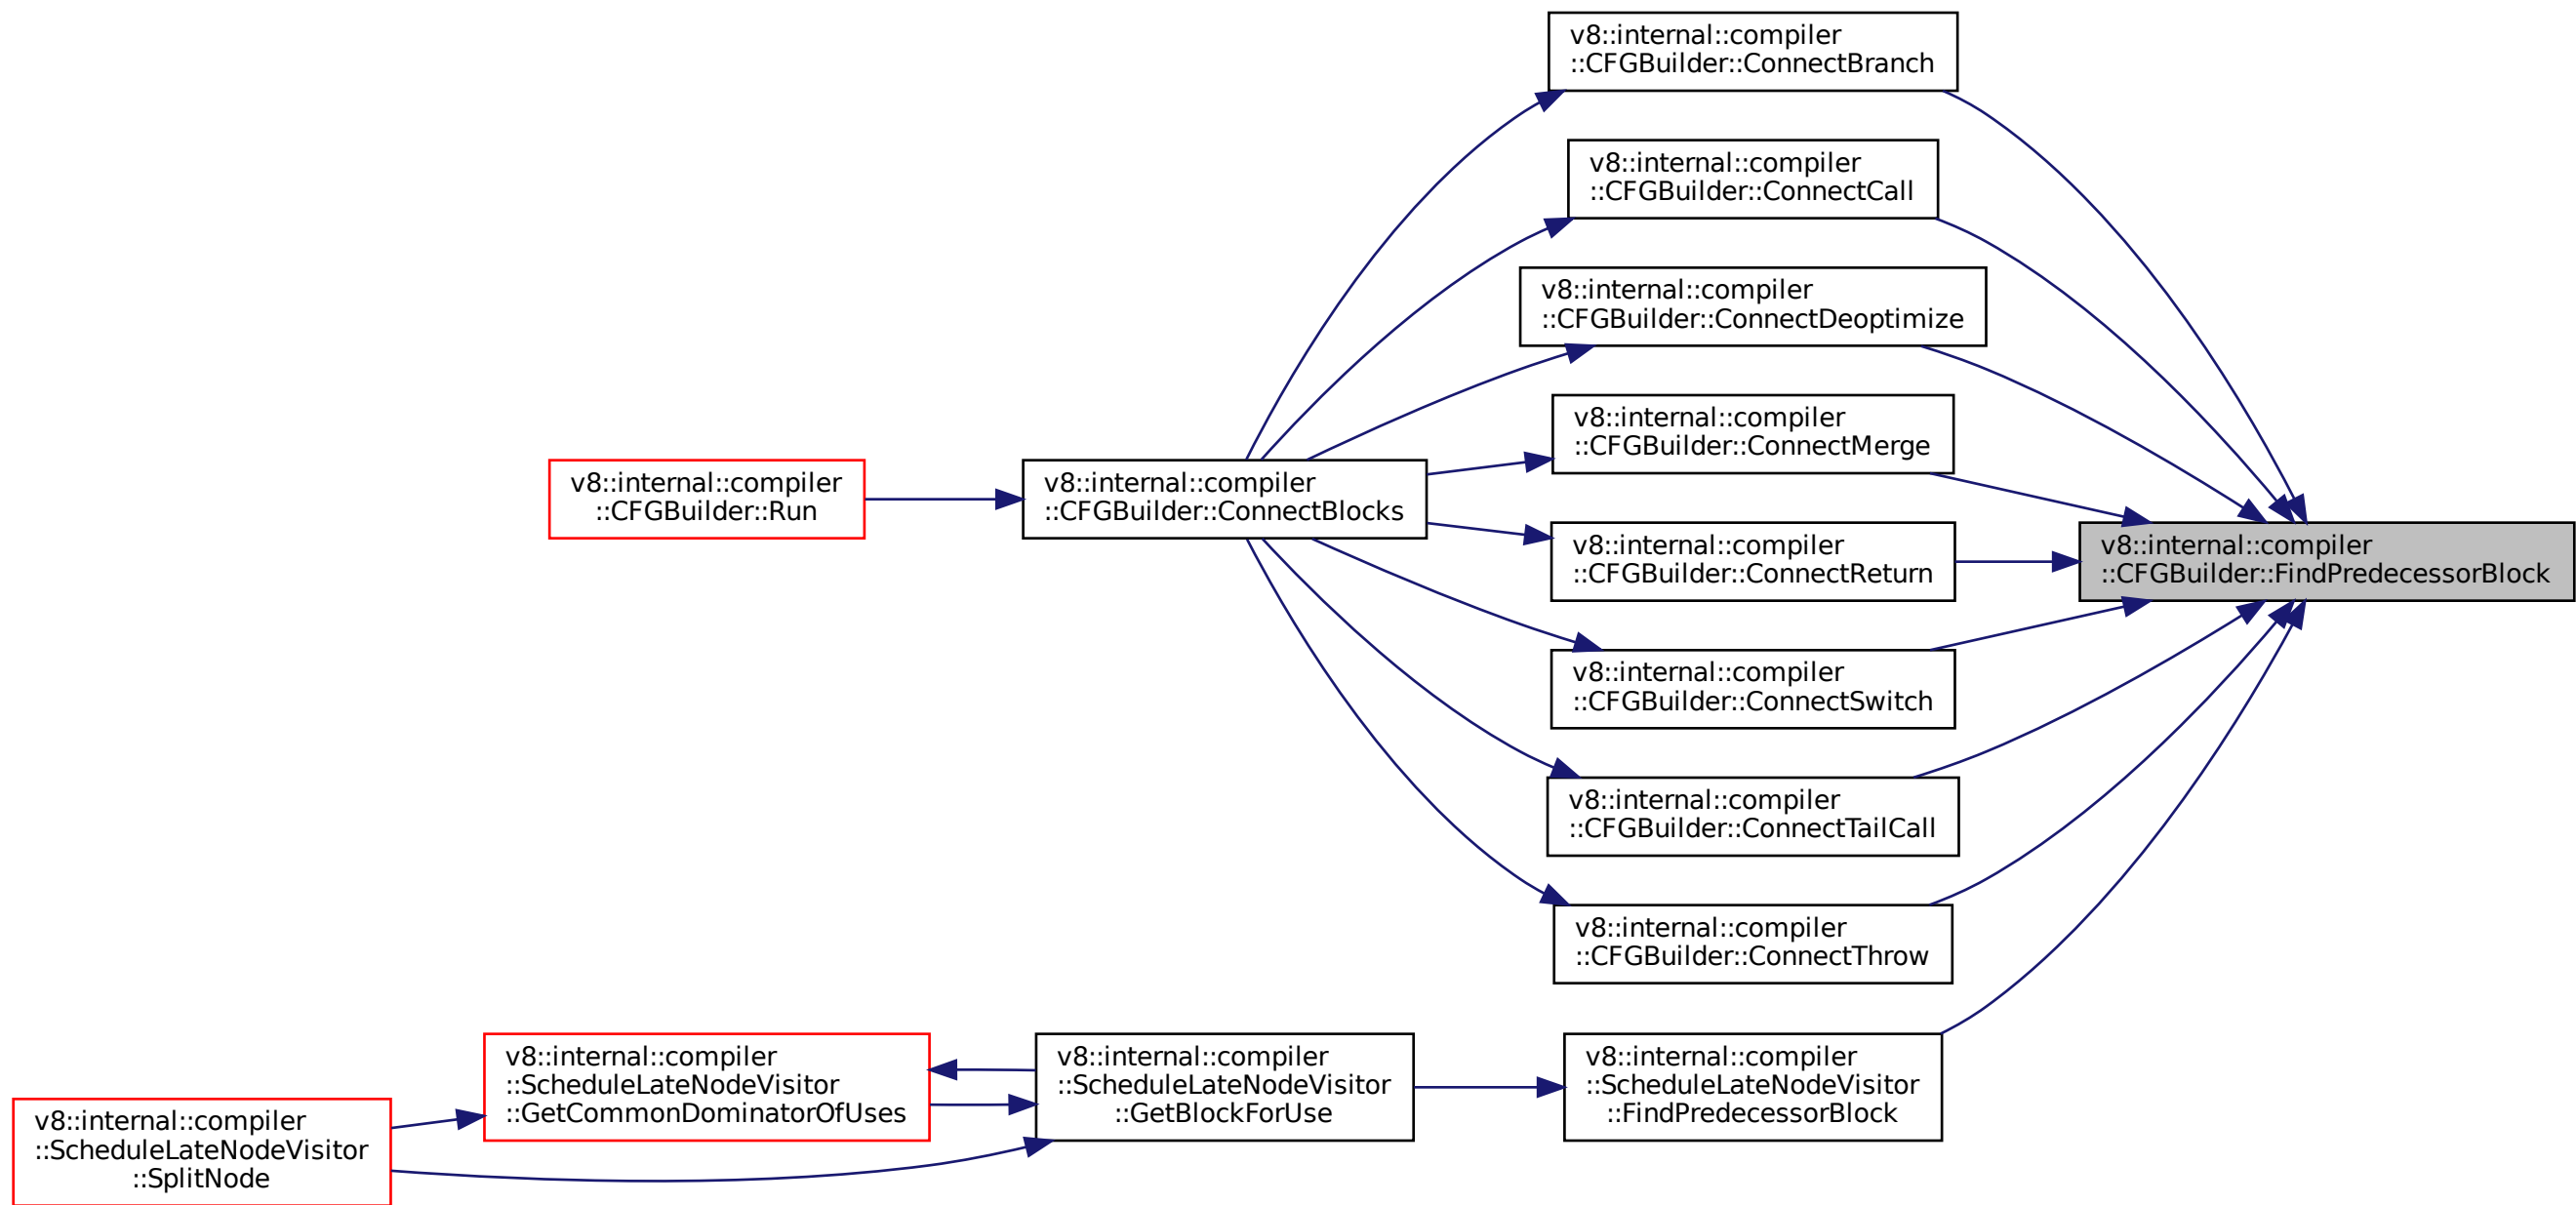 v8::internal::compiler
::CFGBuilder::ConnectBranch
v8::internal::compiler
::CFGBuilder::ConnectCall
v8::internal::compiler
::CFGBuilder::ConnectDeoptimize
v8::internal::compiler
::CFGBuilder::ConnectMerge
v8::internal::compiler
::CFGBuilder::Run
v8::internal::compiler
::CFGBuilder::ConnectBlocks
v8::internal::compiler
::CFGBuilder::ConnectReturn
v8::internal::compiler
::CFGBuilder::FindPredecessorBlock
v8::internal::compiler
::CFGBuilder::ConnectSwitch
v8::internal::compiler
::CFGBuilder::ConnectTailCall
v8::internal::compiler
::CFGBuilder::ConnectThrow
v8::internal::compiler
::ScheduleLateNodeVisitor
::SplitNode
v8::internal::compiler
::ScheduleLateNodeVisitor
::GetCommonDominatorOfUses
v8::internal::compiler
::ScheduleLateNodeVisitor
::GetBlockForUse
v8::internal::compiler
::ScheduleLateNodeVisitor
::FindPredecessorBlock